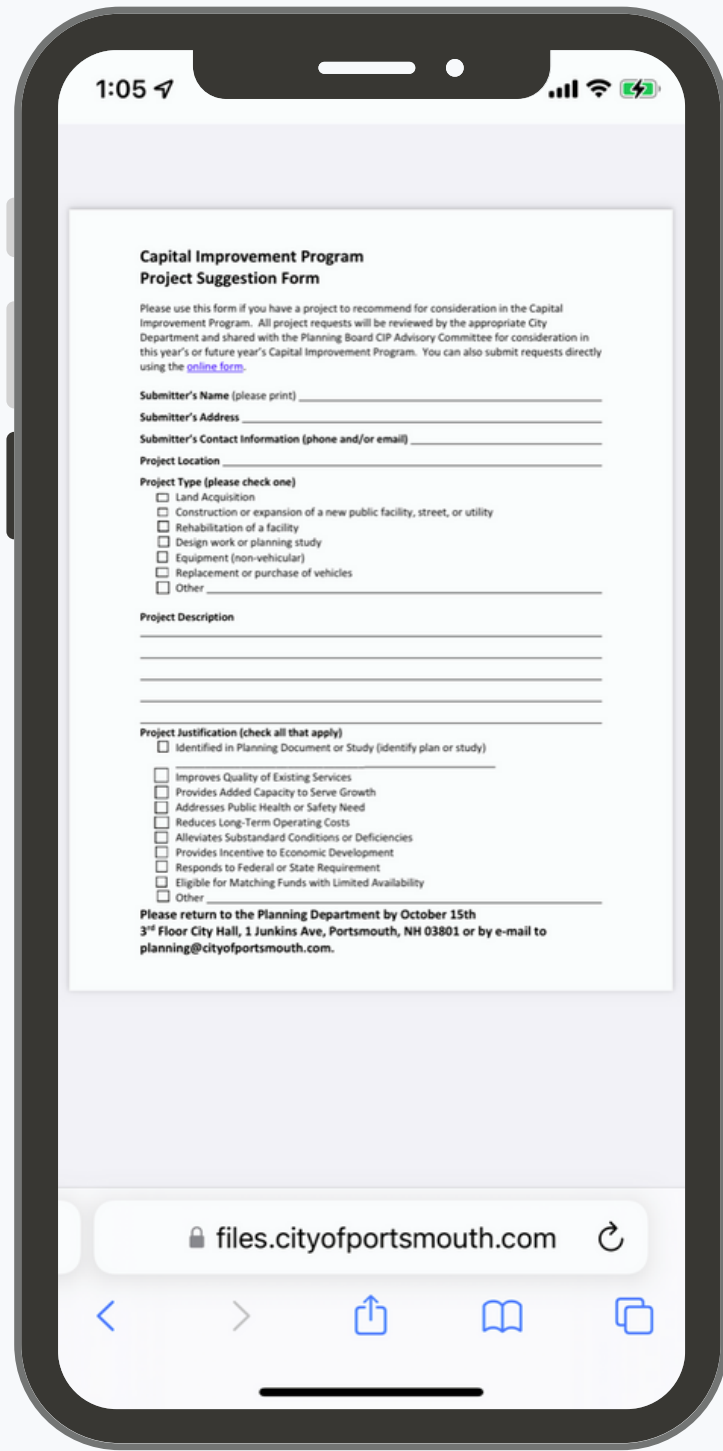 1:05
Capital Improvement Program
Project Suggestion Form
Please use this form if you have a project to recommend for consideration in the Capital
Improvement Program. All project requests will be reviewed by the appropriate City
Department and shared with the Planning Board CIP Advisory Committee for consideration in
this year's or future year's Capital Improvement Program. You can also submit requests directly
using the online form.
Submitter's Name (please print)
Submitter's Address
Submitter's Contact Information (phone and/or email)
Project Location
Project Type (please check one)
Land Acquisition
Construction or expansion of a new public facility, street, or utility
Rehabilitation of a facility
Design work or planning study
Equipment (non-vehicular)
Replacement or purchase of vehicles
Other
Project Description
Project Justification (check all that apply)
Identified in Planning Document or Study (identify plan or study)
Improves Quality of Existing Services
Provides Added Capacity to Serve Growth
Addresses Public Health or Safety Need
Reduces Long-Term Operating Costs
Alleviates Substandard Conditions or Deficiencies
Provides Incentive to Economic Development
Responds to Federal or State Requirement
Eligible for Matching Funds with Limited Availability
Other
Please return to the Planning Department by October 15th
3rd Floor City Hall, 1 Junkins Ave, Portsmouth, NH 03801 or by e-mail to
planning@cityofportsmouth.com.
files.cityofportsmouth.com